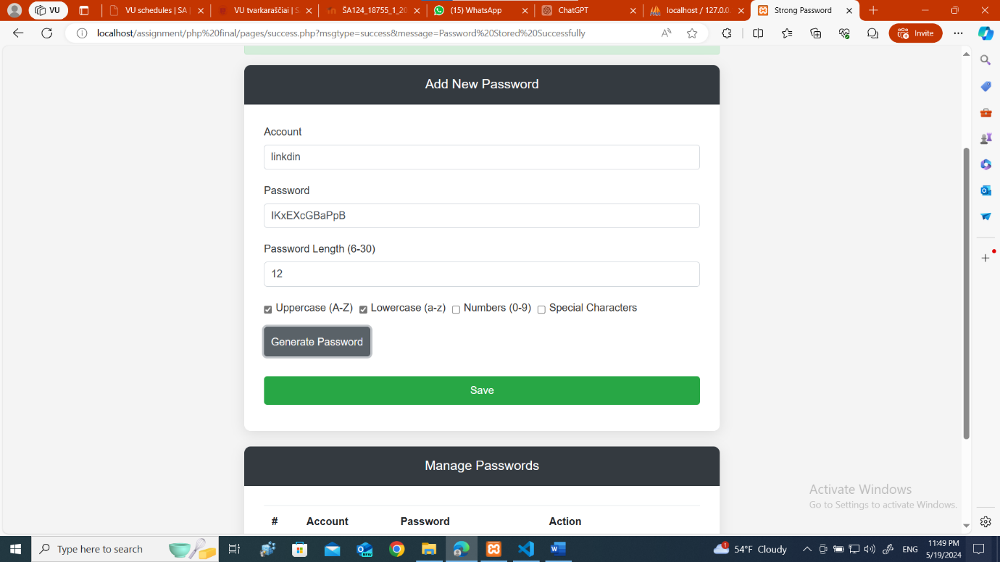 VU
VU schedules | SA |
VU tvarkaraščiai | S
ŠA124_18755_1_20
(15) WhatsApp
ChatGPT
localhost / 127.0.0.
Strong Password
localhost/assignment/php%20final/pages/success.php?msgtype=success&message=Password%20Stored%20Successfully
Invite
Add New Password
Account
linkdin
Password
IKxEXcGBaPpB
Password Length (6-30)
12
Uppercase (A-Z) Lowercase (a-z) Numbers (0-9) Special Characters
Generate Password
Save
Manage Passwords
# Account Password Action
Activate Windows
Go to Settings to activate Windows.
Type here to search
NEW
1
54°F Cloudy
ENG
11:49 PM
5/19/2024